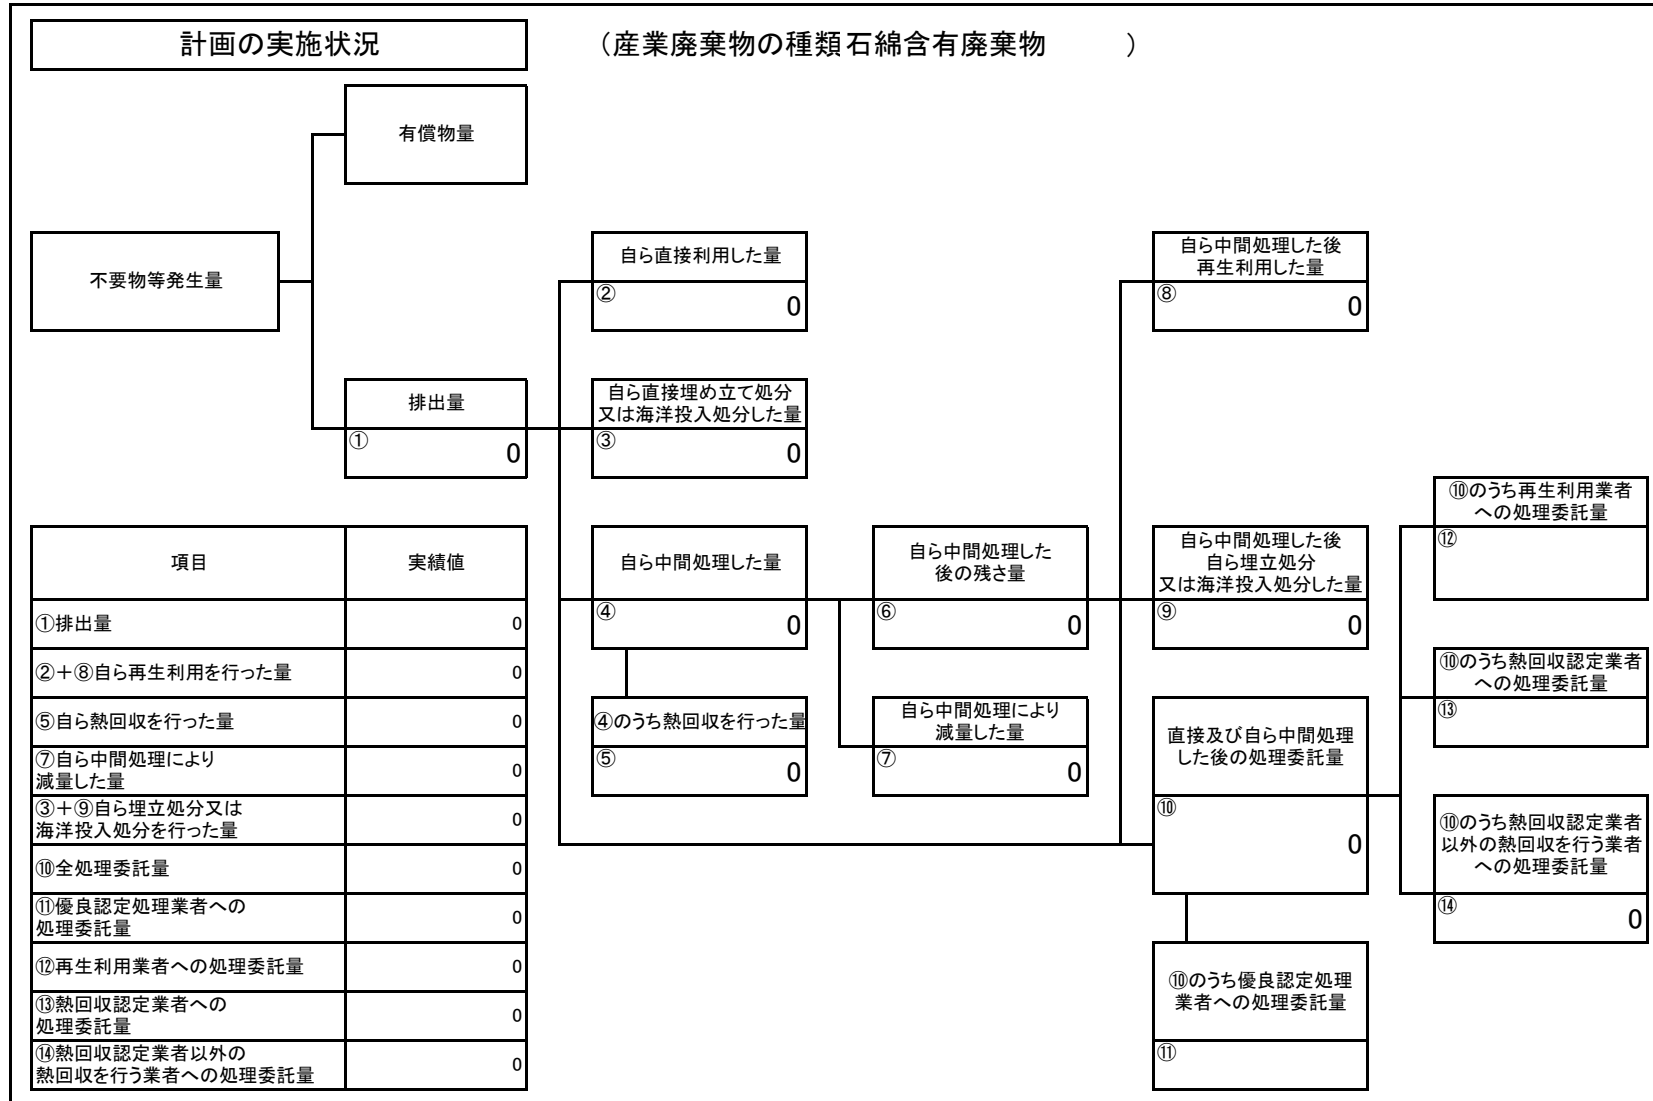 計画の実施状況
（産業廃棄物の種類石綿含有廃棄物　　　）
有償物量
不要物等発生量
排出量
①
0
自ら直接利用した量
②
0
自ら直接埋め立て処分
又は海洋投入処分した量
③
0
自ら中間処理した量
④
0
④のうち熱回収を行った量
⑤
0
自ら中間処理した
後の残さ量
⑥
0
自ら中間処理により
減量した量
⑦
0
自ら中間処理した後
再生利用した量
⑧
0
自ら中間処理した後
自ら埋立処分
又は海洋投入処分した量
⑨
0
直接及び自ら中間処理
した後の処理委託量
⑩
0
⑩のうち優良認定処理
業者への処理委託量
⑪
⑩のうち再生利用業者
への処理委託量
⑫
⑩のうち熱回収認定業者
への処理委託量
⑬
⑩のうち熱回収認定業者
以外の熱回収を行う業者
への処理委託量
⑭
0
項目 実績値
①排出量 0
②＋⑧自ら再生利用を行った量 0
⑤自ら熱回収を行った量 0
⑦自ら中間処理により
減量した量 0
③＋⑨自ら埋立処分又は
海洋投入処分を行った量 0
⑩全処理委託量 0
⑪優良認定処理業者への
処理委託量 0
⑫再生利用業者への処理委託量 0
⑬熱回収認定業者への
処理委託量 0
⑭熱回収認定業者以外の
熱回収を行う業者への処理委託量 0